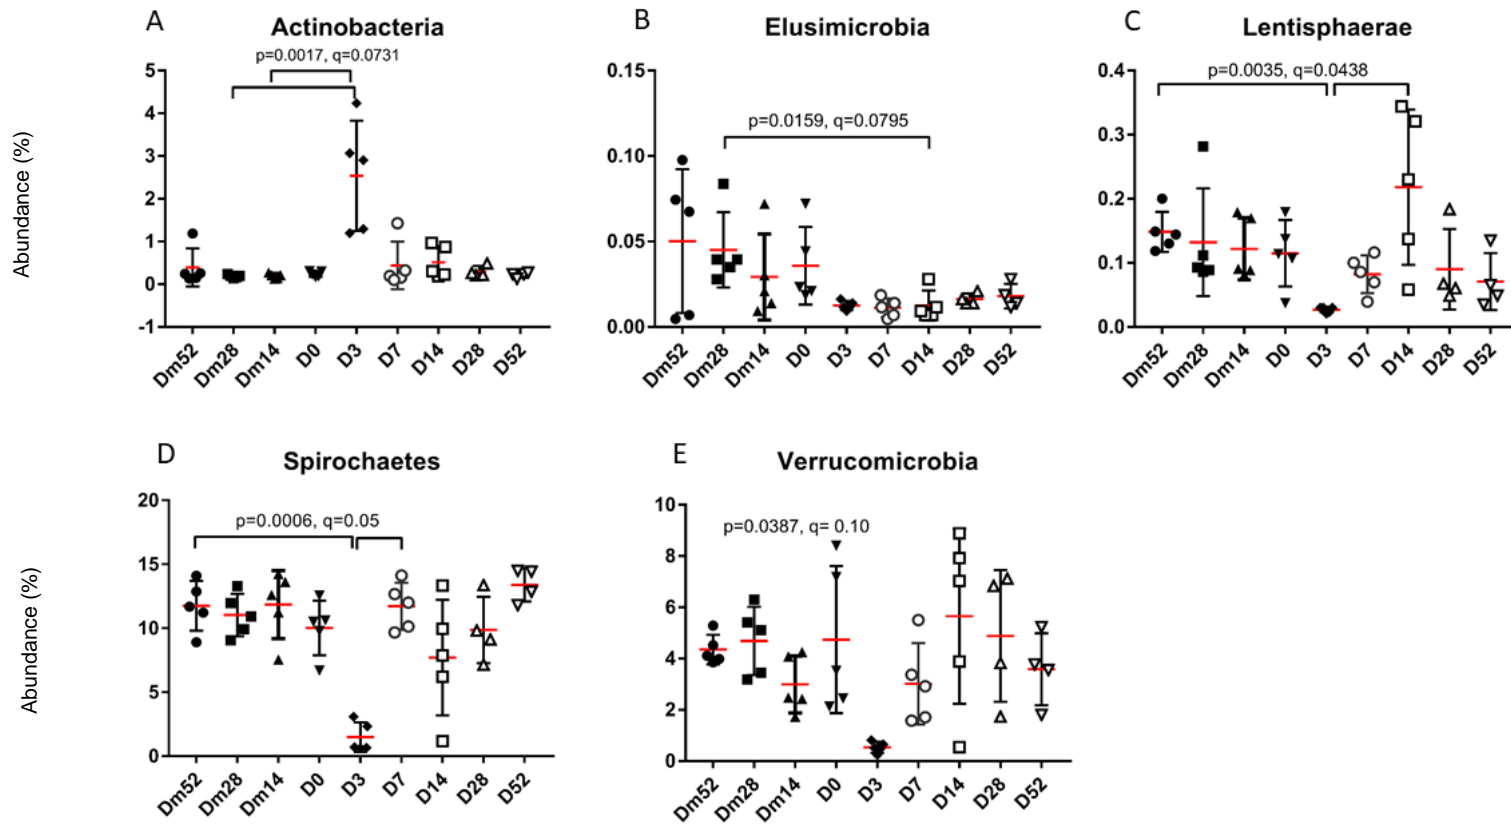 A
Actinobacteria
p=0.0017, q=0.0731
Abundance (%)
5
4
3
2
1
0
-1
Dm52
Dm28
Dm14
D0
D3
D7
D14
D28
D52
B
Elusimicrobia
p=0.0159, q=0.0795
0.15
0.10
0.05
0.00
Dm52
Dm28
Dm14
D0
D3
D7
D14
D28
D52
C
Lentisphaerae
p=0.0035, q=0.0438
0.4
0.3
0.2
0.1
0.0
Dm52
Dm28
Dm14
D0
D3
D7
D14
D28
D52
D
Spirochaetes
p=0.0006, q=0.05
Abundance (%)
20
15
10
5
0
Dm52
Dm28
Dm14
D0
D3
D7
D14
D28
D52
E
Verrucomicrobia
p=0.0387, q= 0.10
10
8
6
4
2
0
Dm52
Dm28
Dm14
D0
D3
D7
D14
D28
D52